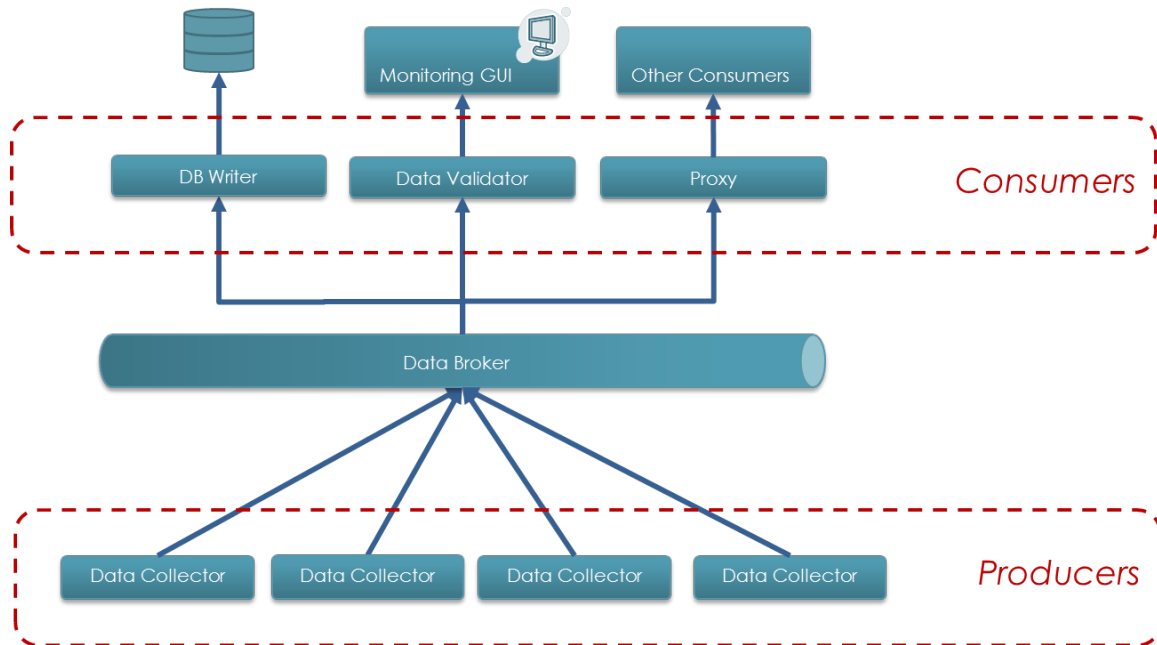 Monitoring GUI
Other Consumers
DB Writer
Data Validator
Proxy
Consumers
Data Broker
Data Collector
Data Collector
Data Collector
Data Collector
Producers